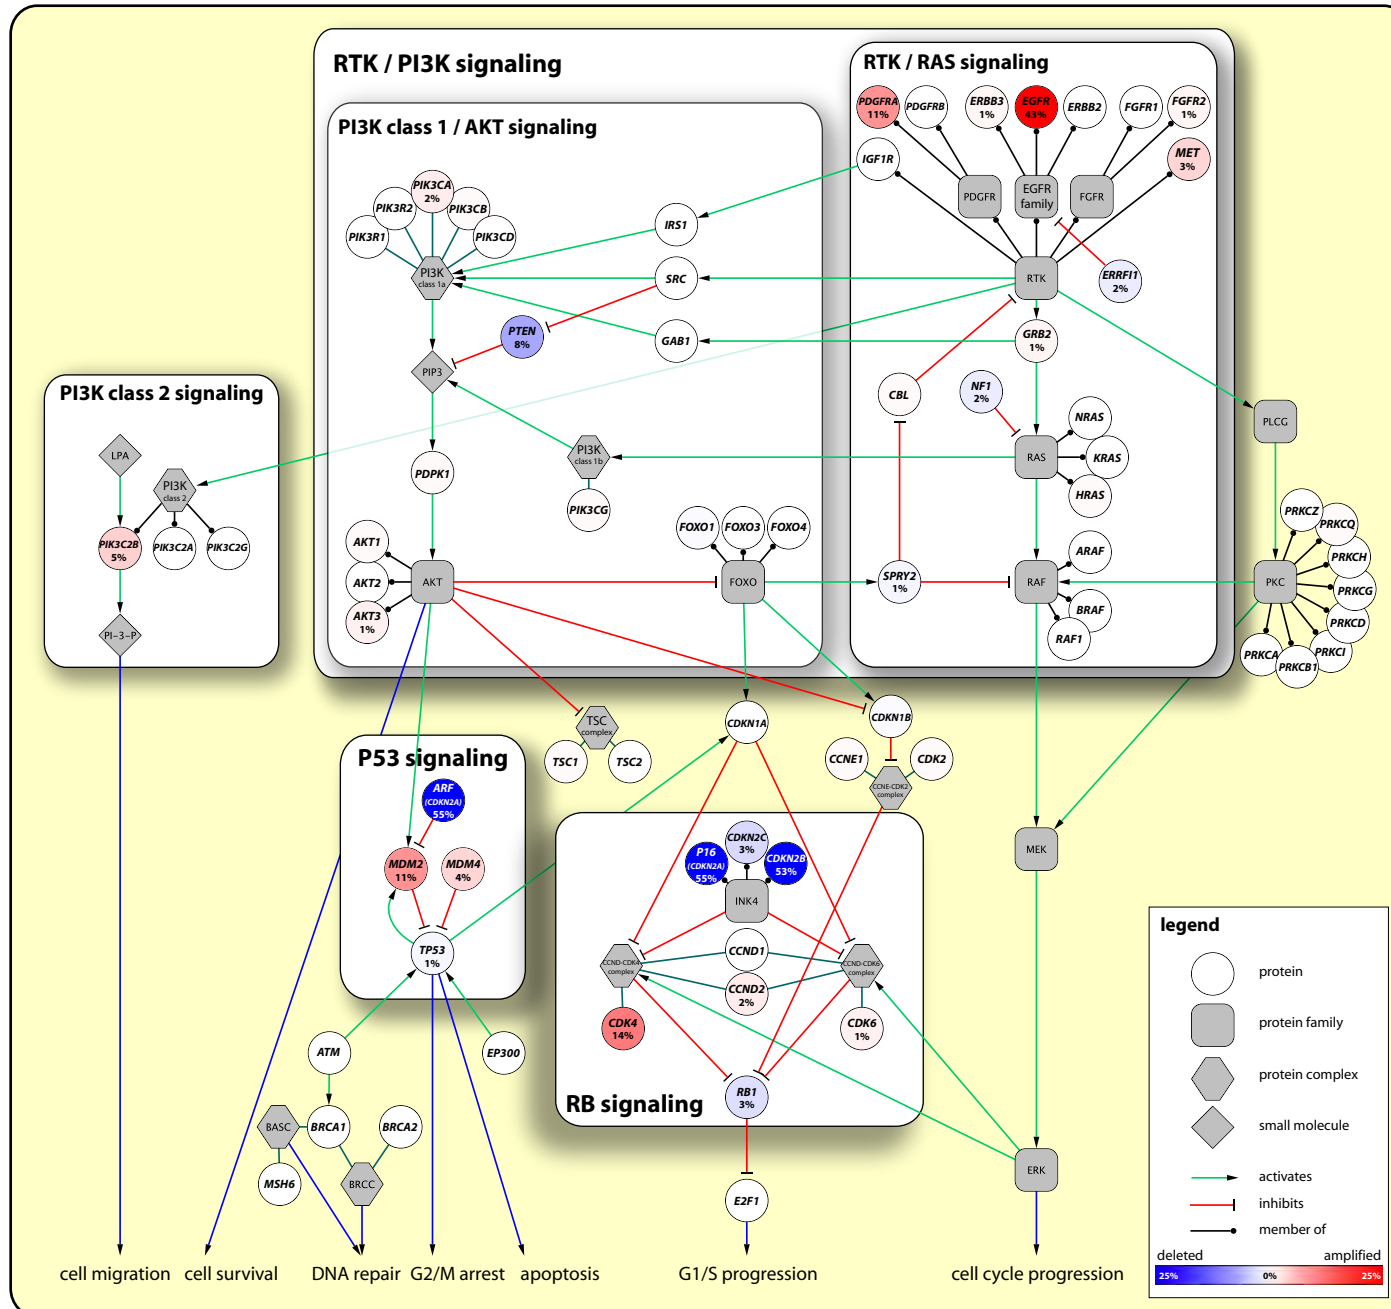 RTK / PI3K signaling
RTK / RAS signaling
PI3K class 1 / AKT signaling
PDGFRA
11%
PDGFRB
ERBB3
1%
EGFR
43%
ERBB2
FGFR1
FGFR2
1%
IGF1R
MET
3%
PDGFR
EGFR
family
FGFR
PIK3CA
2%
PIK3R2
PIK3CB
PIK3R1
PIK3CD
IRS1
PI3K
class 1a
SRC
RTK
ERRFI1
2%
PTEN
8%
GAB1
GRB2
1%
PIP3
CBL
NF1
2%
PI3K class 2 signaling
NRAS
PLCG
LPA
PDPK1
PI3K
class 1b
RAS
KRAS
PI3K
class 2
PIK3CG
HRAS
PIK3C2B
5%
PIK3C2A
PIK3C2G
AKT1
FOXO1
FOXO3
FOXO4
ARAF
PRKCZ
PRKCQ
PRKCH
AKT2
AKT
FOXO
SPRY2
1%
RAF
PKC
PRKCG
AKT3
1%
BRAF
PRKCD
PI-3-P
RAF1
PRKCA
PRKCB1
PRKCI
TSC
complex
CDKN1A
CDKN1B
TSC1
TSC2
CCNE1
CDK2
CCNE-CDK2
complex
P53 signaling
ARF
(CDKN2A)
55%
MDM2
11%
MDM4
4%
CDKN2C
3%
P16
(CDKN2A)
55%
CDKN2B
53%
MEK
INK4
TP53
1%
CCND-CDK4
complex
CCND1
CCND-CDK6
complex
CCND2
2%
CDK4
14%
CDK6
1%
ATM
EP300
RB1
3%
RB signaling
BASC
BRCA1
BRCA2
MSH6
BRCC
ERK
E2F1
cell migration
cell survival
DNA repair
G2/M arrest
apoptosis
G1/S progression
cell cycle progression
legend
protein
protein family
protein complex
small molecule
activates
inhibits
member of
deleted
amplified
25%
0%
25%